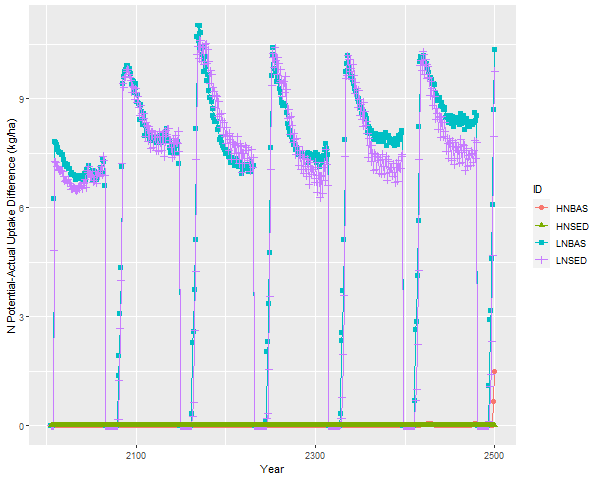 N Potential-Actual Uptake Difference (kg/ha)
9
6
3
0
2100
2300
2500
Year
ID
HNBAS
HNSED
LNBAS
LNSED